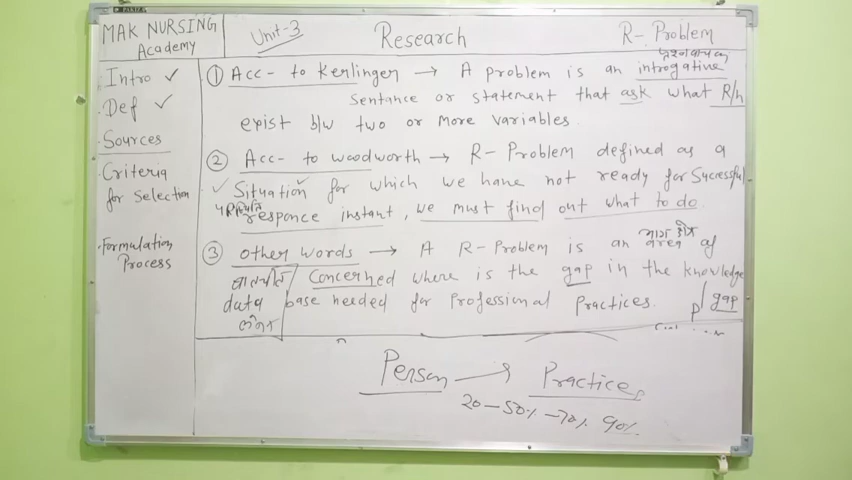 MAK NURSING
Academy
Unit-3
Research
R- Problem
Intro ✓
Def ✓
Sources
Criteria
for Selection
Formulation
Process
① Acc- to Kerlinger → A problem is an introgative
Sentance or statement that ask what R/n
exist b/w two or more variables.
② Acc- to woodworth → R- Problem defined as a
✓ Situation for which we have not ready for Successful
परिस्थिति
responce instant, we must find out what to do.
③ other words → A R- Problem is an area of
Concerned where is the gap in the knowledge
data base needed for Professional Practices.
P/gap
Person → Practices
20-50%-70% 90%